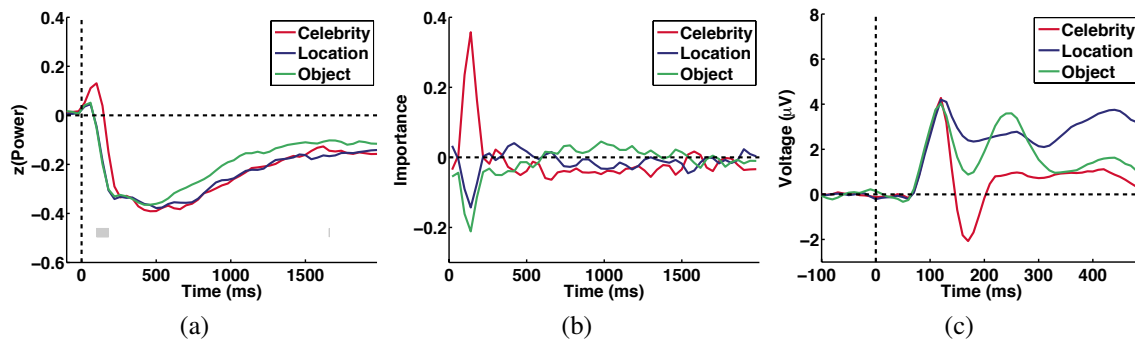 0.4
0.2
0
−0.2
−0.4
−0.6
z(Power)
0
500
1000
1500
Time (ms)
Celebrity
Location
Object
(a)
0.4
0.2
0
0.2
Importance
0
500
1000
1500
Time (ms)
Celebrity
Location
Object
(b)
8
6
4
2
0
−2
Voltage (μV)
−100
0
100
200
300
400
Time (ms)
Celebrity
Location
Object
(c)